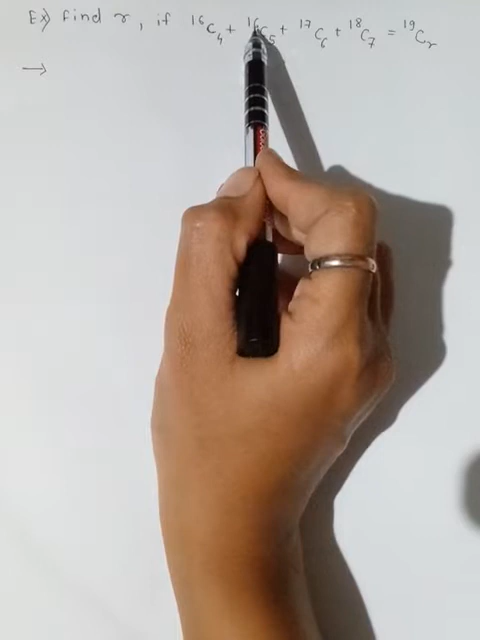 Ex) find r, if ¹⁶C₄ + ¹⁶C₅ + ¹⁷C₆ + ¹⁸C₇ = ¹⁹Cᵣ
→